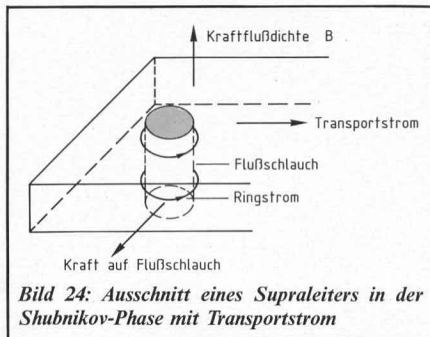 Kraftflußdichte B
Transportstrom
Flußschlauch
Ringstrom
Kraft auf Flußschlauch
Bild 24: Ausschnitt eines Supraleiters in der
Shubnikov-Phase mit Transportstrom